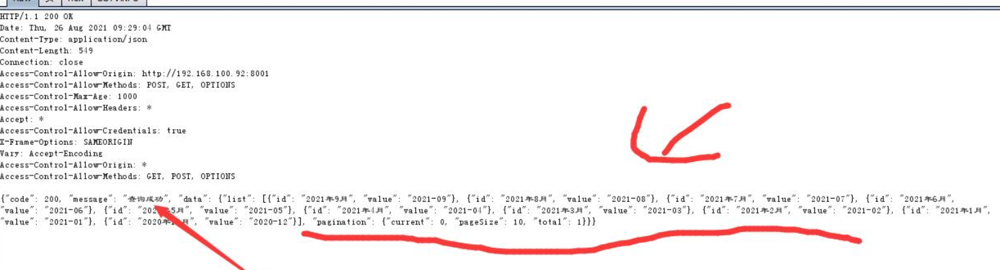 HTTP/1.1 200 OK
Date: Thu, 26 Aug 2021 09:29:04 GMT
Content-Type: application/json
Content-Length: 549
Connection: close
Access-Control-Allow-Origin: http://192.168.100.92:8001
Access-Control-Allow-Methods: POST, GET, OPTIONS
Access-Control-Max-Age: 1000
Access-Control-Allow-Headers: *
Accept: *
Access-Control-Allow-Credentials: true
X-Frame-Options: SAMEORIGIN
Vary: Accept-Encoding
Access-Control-Allow-Origin: *
Access-Control-Allow-Methods: GET, POST, OPTIONS
{"code": 200, "message": "查询成功", "data": {"list": [{"id": "2021年9月", "value": "2021-09"}, {"id": "2021年8月", "value": "2021-08"}, {"id": "2021年7月", "value": "2021-07"}, {"id": "2021年6月",
"value": "2021-06"}, {"id": "2021年5月", "value": "2021-05"}, {"id": "2021年4月", "value": "2021-04"}, {"id": "2021年3月", "value": "2021-03"}, {"id": "2021年2月", "value": "2021-02"}, {"id": "2021年1月",
"value": "2021-01"}, {"id": "value": "2020-12"}], "pagination": {"current": 0, "pageSize": 10, "total": 1}}}